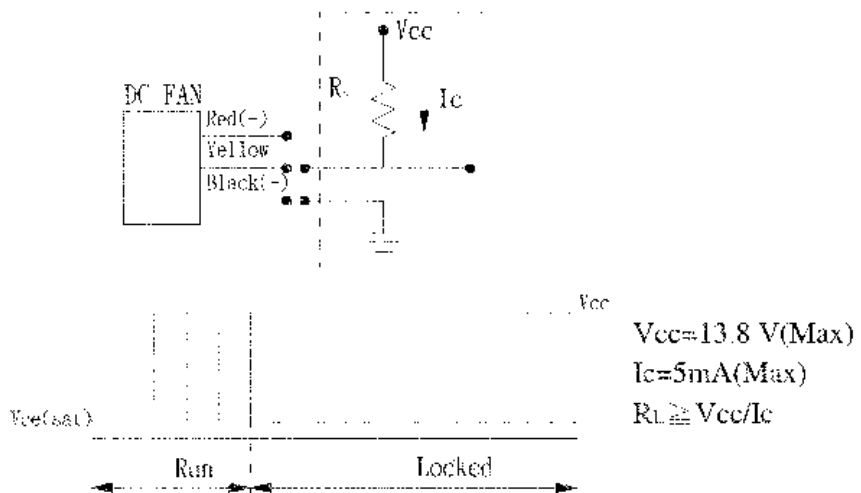 Vcc
DC FAN
R
Ic
Red(-)
Yellow
Black(-)
Vcc
Vcc=13.8 V(Max)
Ic=5mA(Max)
RL≧Vcc/Ic
Vce(sat)
Run
Locked